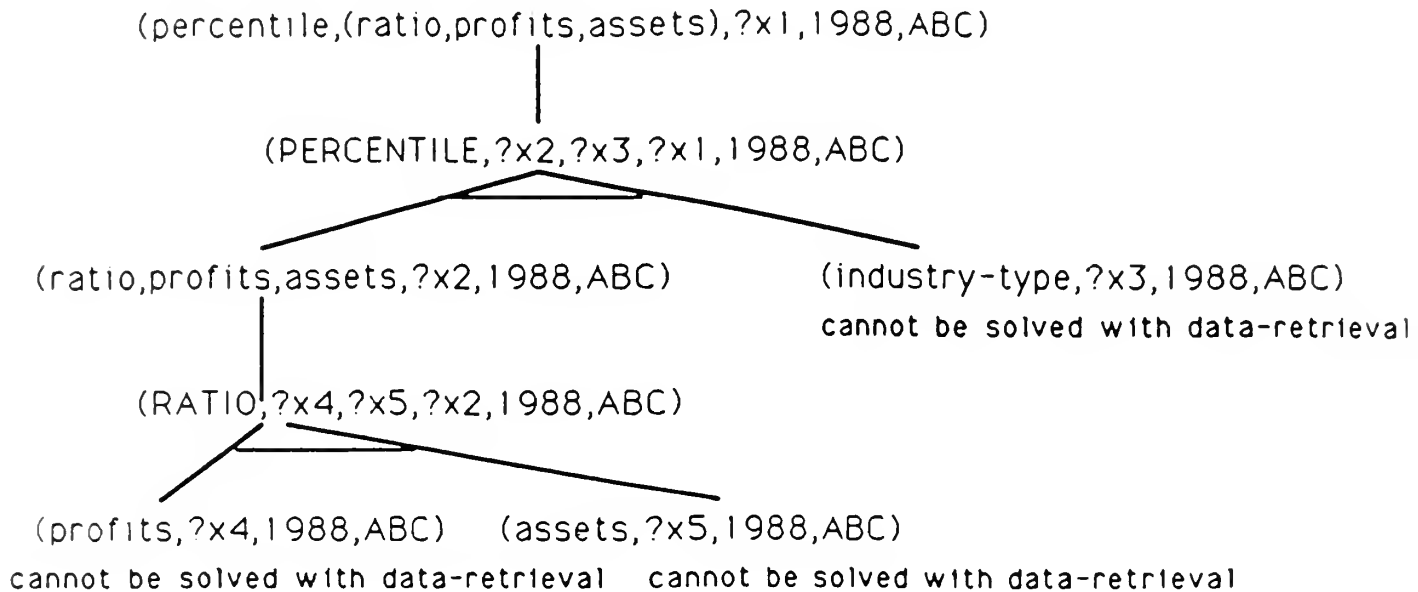 (percentile,(ratio,profits,assets),?x1,1988,ABC)
(PERCENTILE,?x2,?x3,?x1,1988,ABC)
(ratio,profits,assets,?x2,1988,ABC)
(industry-type,?x3,1988,ABC)
cannot be solved with data-retrieval
(RATIO,?x4,?x5,?x2,1988,ABC)
(profits,?x4,1988,ABC)
(assets,?x5,1988,ABC)
cannot be solved with data-retrieval
cannot be solved with data-retrieval